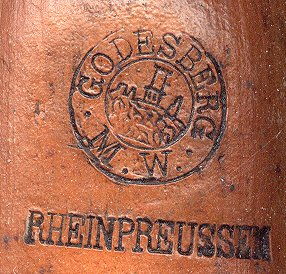 GODESBERG
· M · W ·
RHEINPREUSSEN